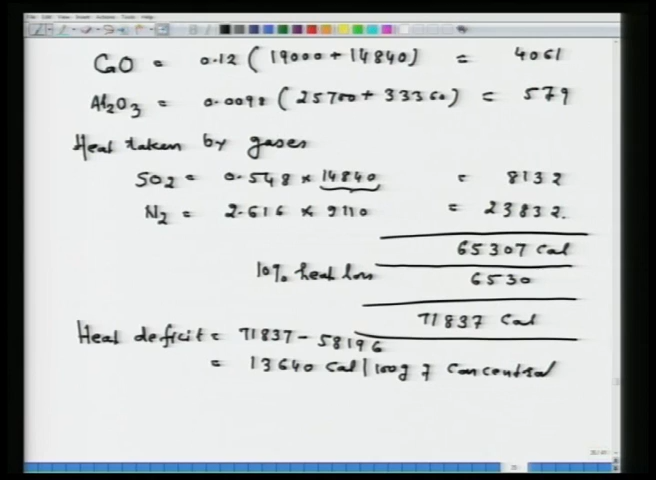 CaO = 0.12 ( 19000 + 14840 ) = 4061
Al2O3 = 0.0098 ( 25700 + 33360 ) = 579
Heat taken by gases
SO2 = 0.548 × 14840 = 8132
N2 = 2.616 × 9110 = 23832.
65307 Cal
10% heat loss 6530
71837 Cal
Heat deficit = 71837 - 58196
= 13640 Cal | 100g of concentrat